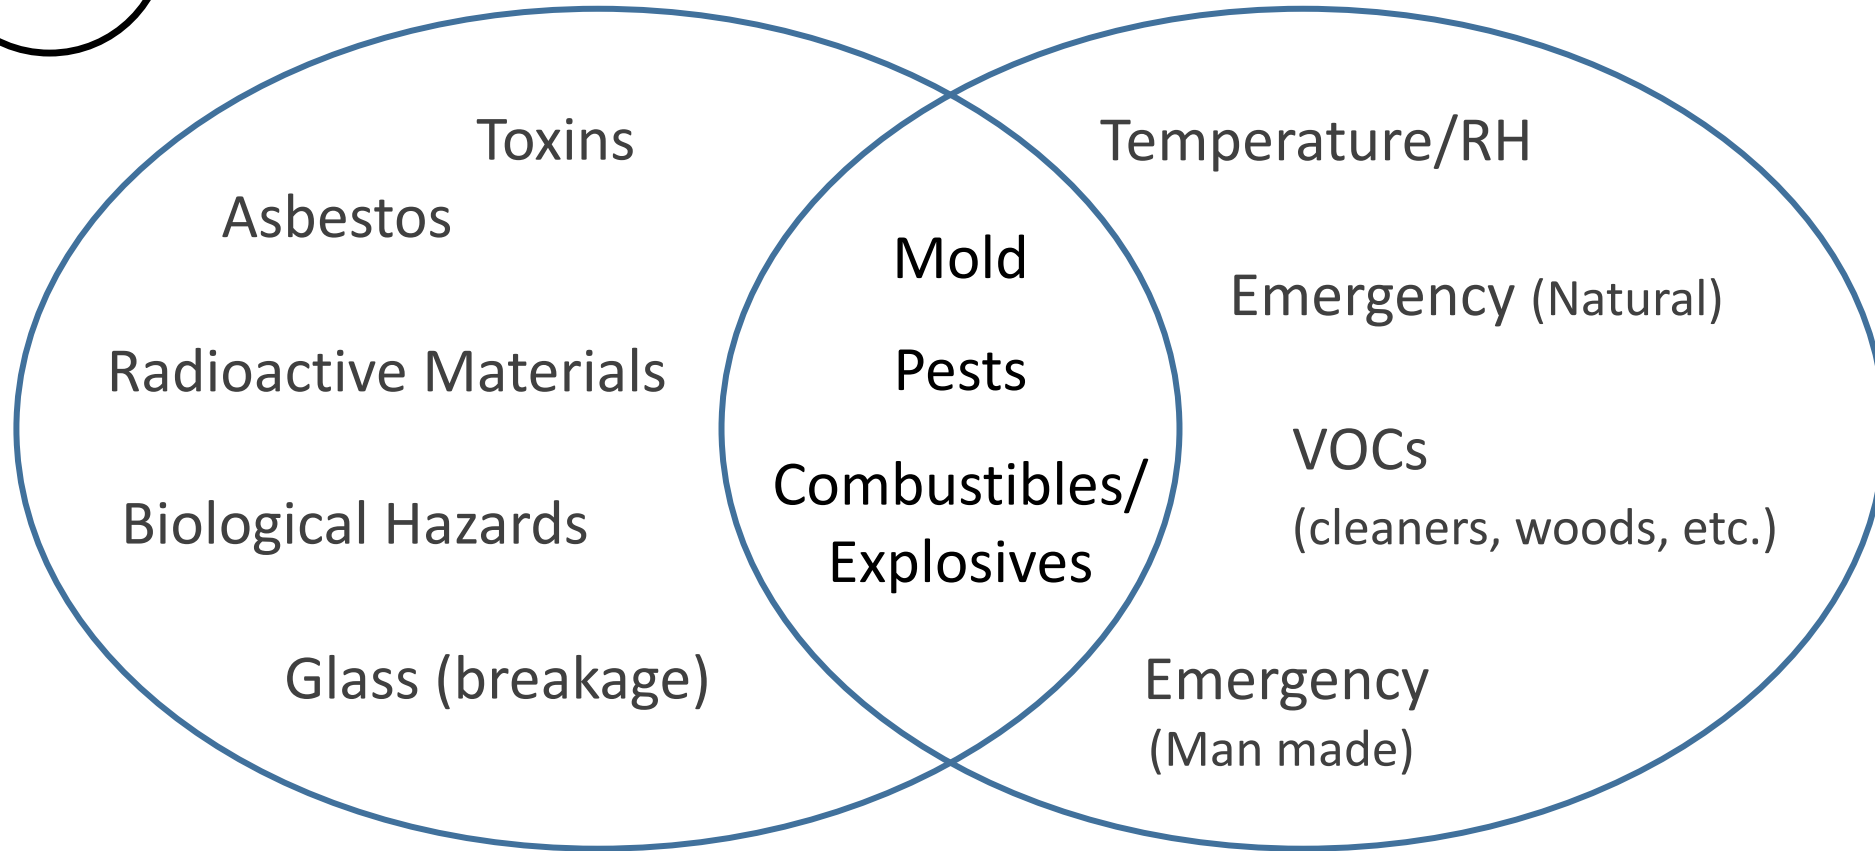 Toxins
Asbestos
Radioactive Materials
Biological Hazards
Glass (breakage)
Mold
Pests
Combustibles/
Explosives
Temperature/RH
Emergency (Natural)
VOCs
(cleaners, woods, etc.)
Emergency
(Man made)